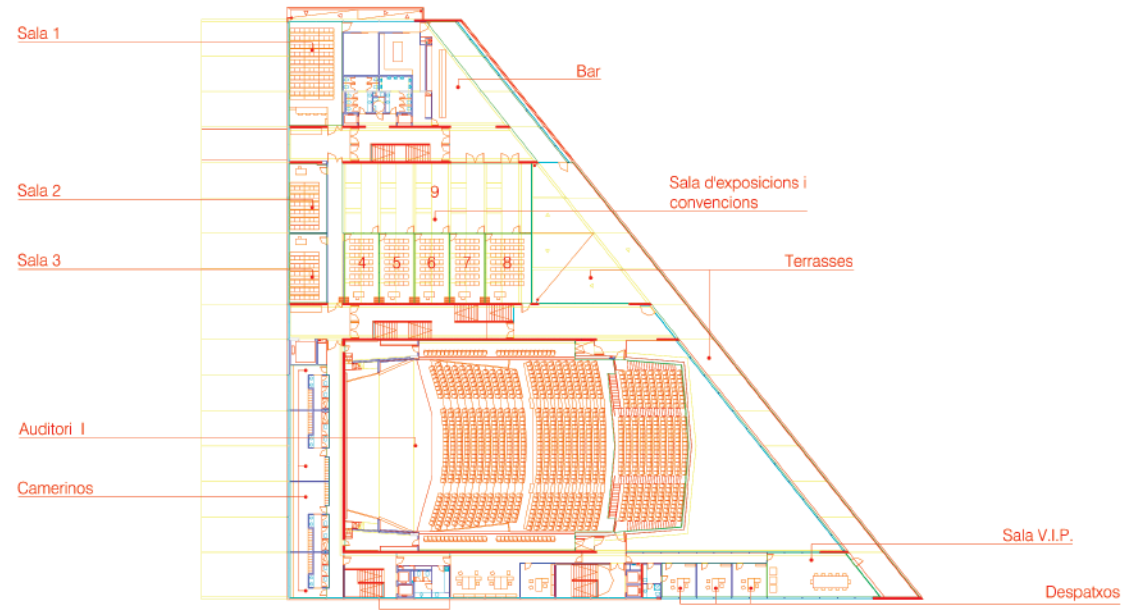 Sala 1
Bar
Sala 2
9
Sala d'exposicions i
convencions
Sala 3
4 5 6 7 8
Terrasses
Auditori I
Camerinos
Sala V.I.P.
Despatxos